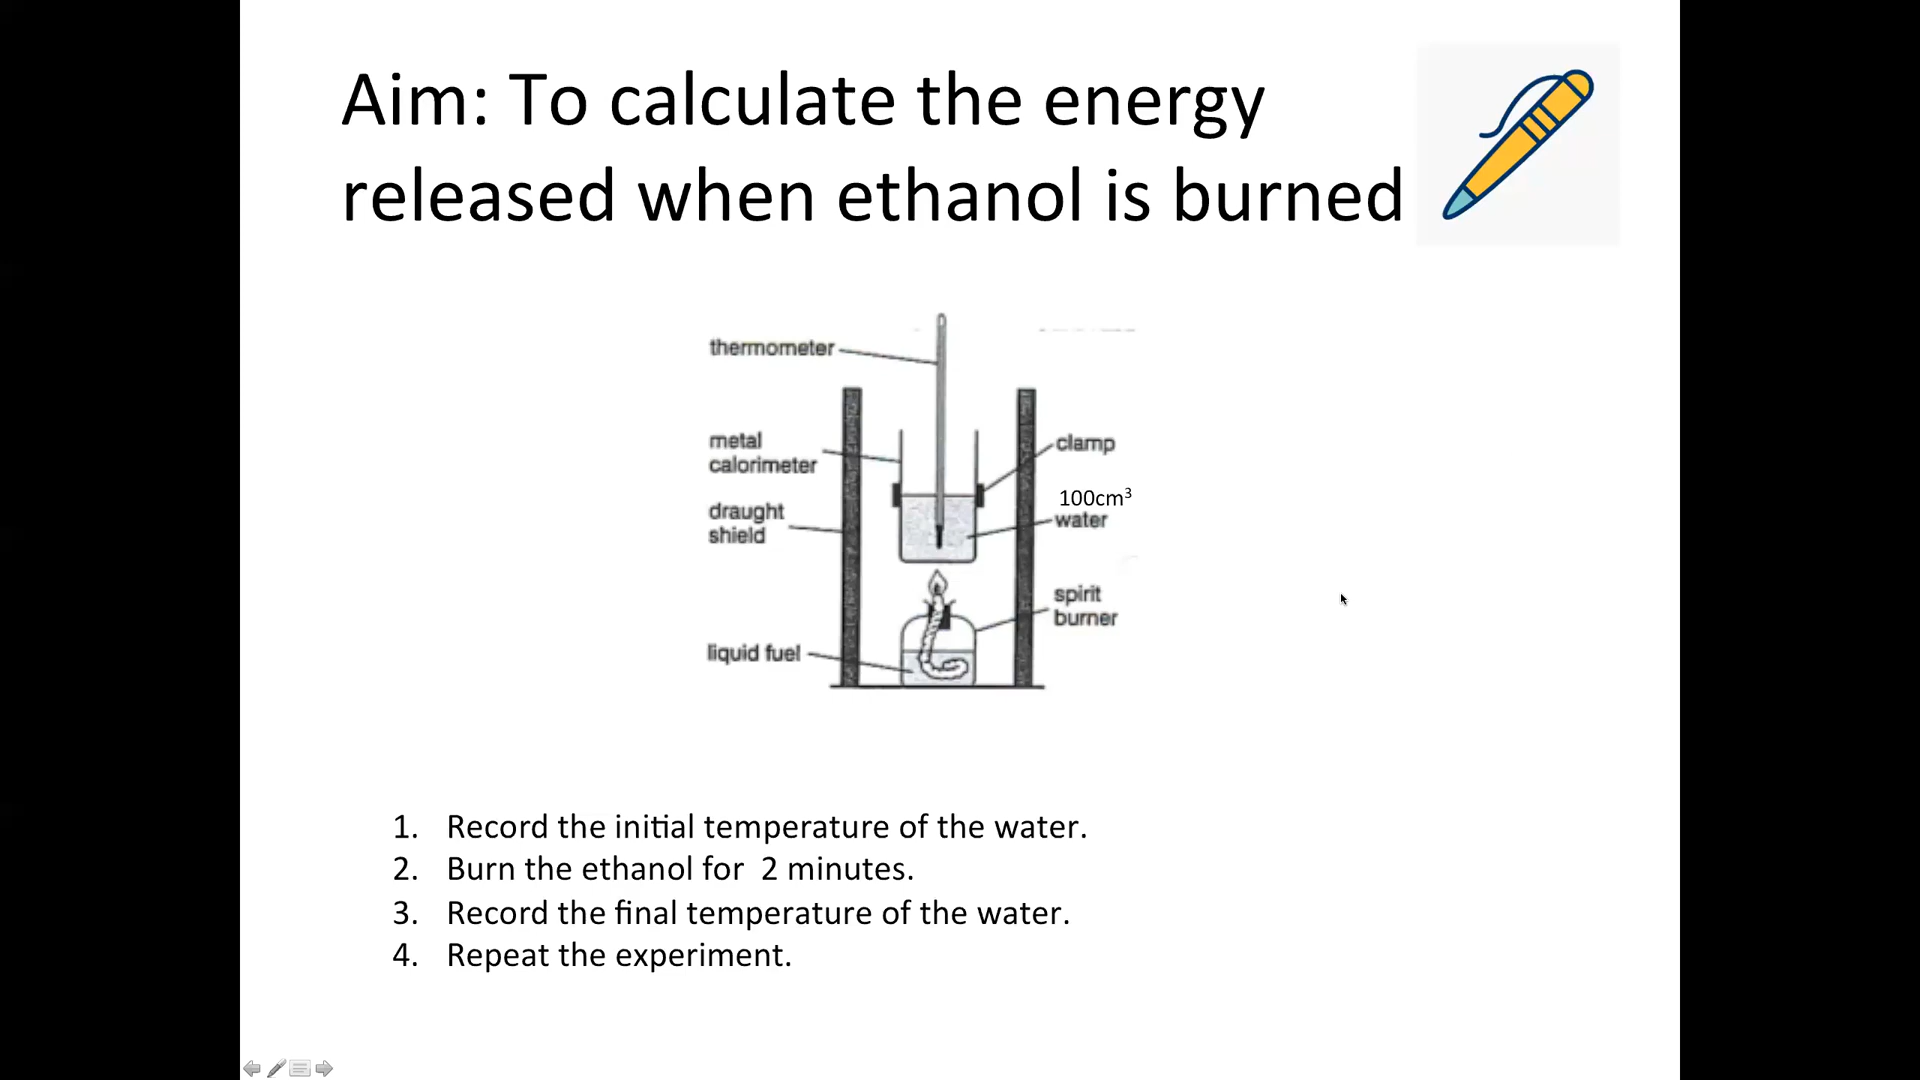 Aim: To calculate the energy
released when ethanol is burned
thermometer
metal
calorimeter
clamp
100cm³
water
draught
shield
spirit
burner
liquid fuel
1. Record the initial temperature of the water.
2. Burn the ethanol for  2 minutes.
3. Record the final temperature of the water.
4. Repeat the experiment.